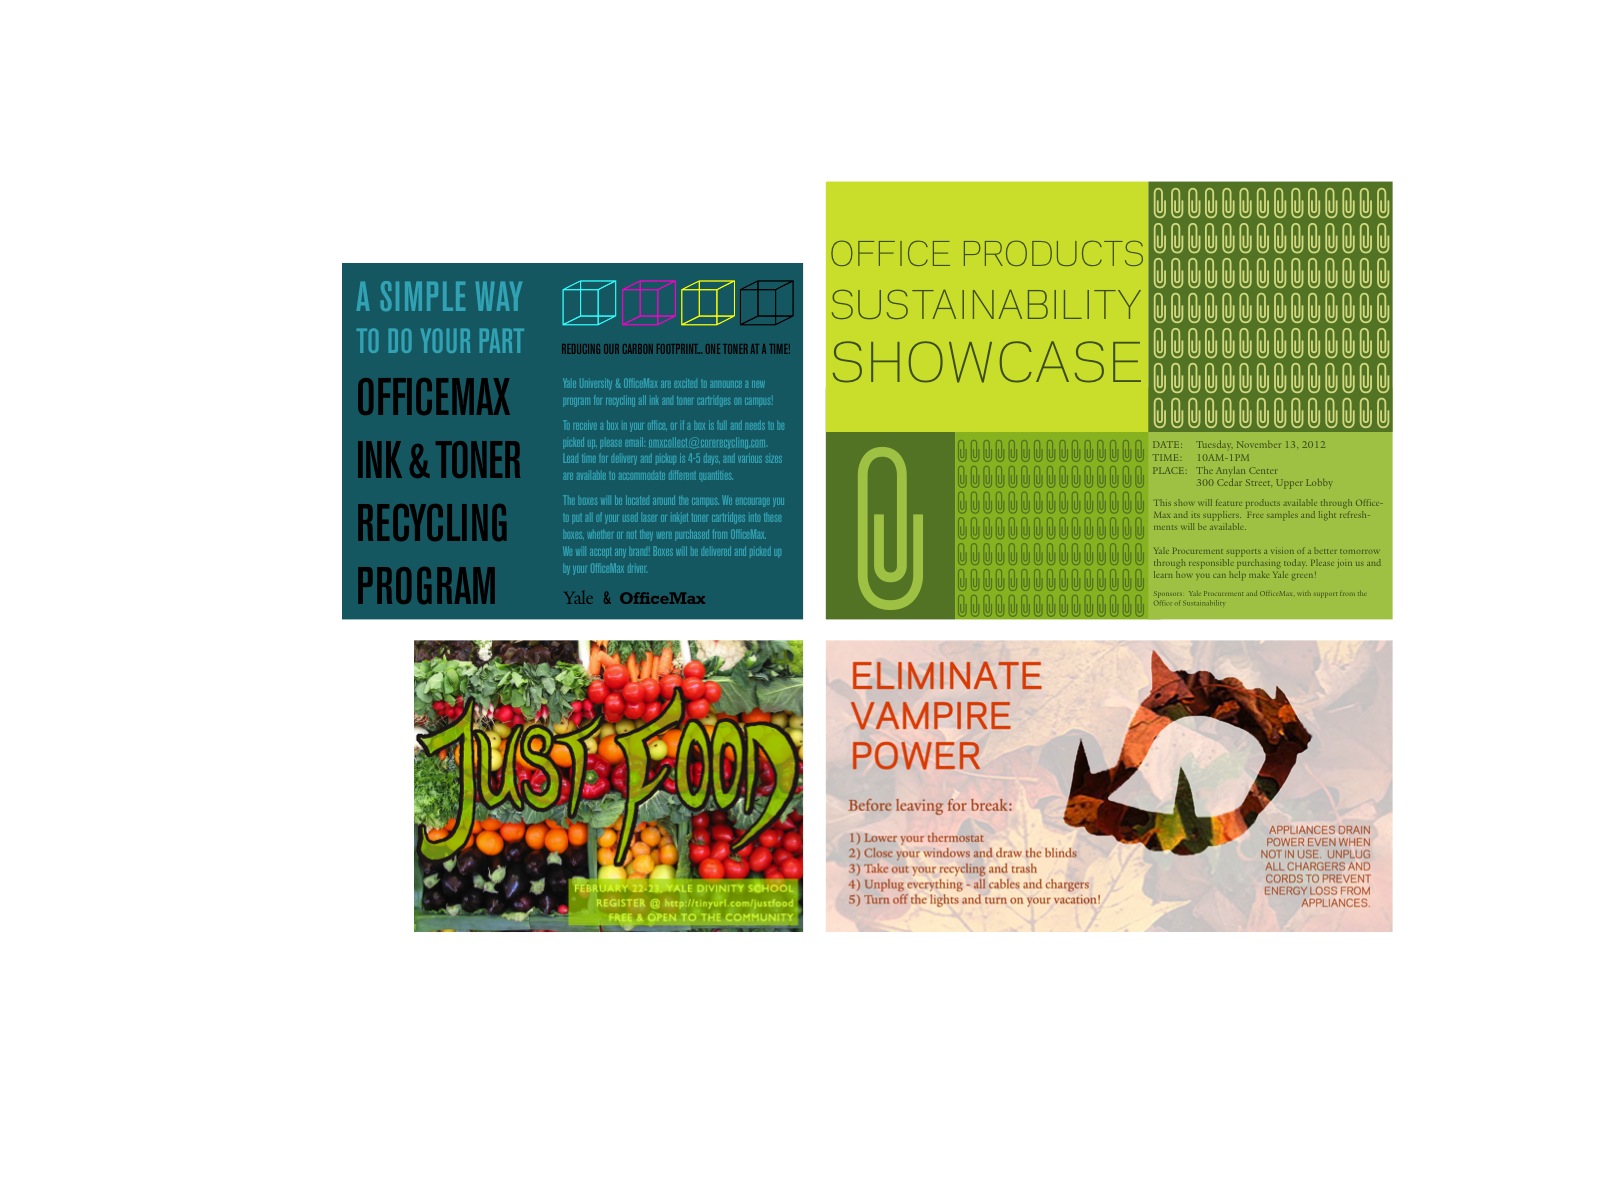 A SIMPLE WAY
TO DO YOUR PART
OFFICEMAX
INK & TONER
RECYCLING
PROGRAM
REDUCING OUR CARBON FOOTPRINT... ONE TONER AT A TIME!
Yale University & OfficeMax are excited to announce a new
program for recycling all ink and toner cartridges on campus!
To receive a box in your office, or if a box is full and needs to be
picked up, please email: omxcollect@corerecycling.com.
Lead time for delivery and pickup is 4-5 days, and various sizes
are available to accommodate different quantities.
The boxes will be located around the campus. We encourage you
to put all of your used laser or inkjet toner cartridges into these
boxes, whether or not they were purchased from OfficeMax.
We will accept any brand! Boxes will be delivered and picked up
by your OfficeMax driver.
Yale & OfficeMax
OFFICE PRODUCTS
SUSTAINABILITY
SHOWCASE
DATE: Tuesday, November 13, 2012
TIME: 10AM-1PM
PLACE: The Anylan Center
300 Cedar Street, Upper Lobby
This show will feature products available through Office-
Max and its suppliers. Free samples and light refresh-
ments will be available.
Yale Procurement supports a vision of a better tomorrow
through responsible purchasing today. Please join us and
learn how you can help make Yale green!
Sponsors: Yale Procurement and OfficeMax, with support from the
Office of Sustainability
JUST FOOD
FEBRUARY 22-23, YALE DIVINITY SCHOOL
REGISTER @ http://tinyurl.com/justfood
FREE & OPEN TO THE COMMUNITY
ELIMINATE
VAMPIRE
POWER
Before leaving for break:
1) Lower your thermostat
2) Close your windows and draw the blinds
3) Take out your recycling and trash
4) Unplug everything - all cables and chargers
5) Turn off the lights and turn on your vacation!
APPLIANCES DRAIN
POWER EVEN WHEN
NOT IN USE. UNPLUG
ALL CHARGERS AND
CORDS TO PREVENT
ENERGY LOSS FROM
APPLIANCES.